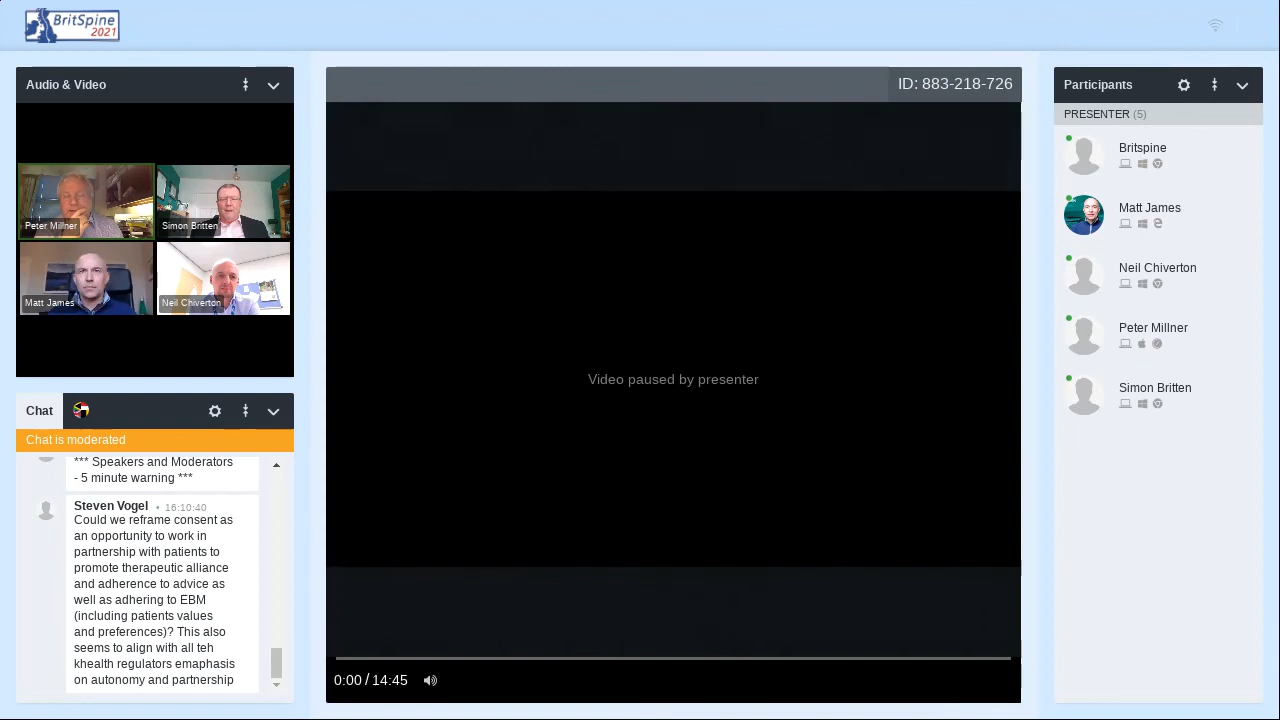 BritSpine
2021
Audio & Video
Peter Millner
Simon Britten
Matt James
Neil Chiverton
Chat
Chat is moderated
*** Speakers and Moderators
- 5 minute warning ***
Steven Vogel • 16:10:40
Could we reframe consent as
an opportunity to work in
partnership with patients to
promote therapeutic alliance
and adherence to advice as
well as adhering to EBM
(including patients values
and preferences)? This also
seems to align with all teh
khealth regulators emaphasis
on autonomy and partnership
ID: 883-218-726
Video paused by presenter
0:00 / 14:45
Participants
PRESENTER (5)
Britspine
Matt James
Neil Chiverton
Peter Millner
Simon Britten